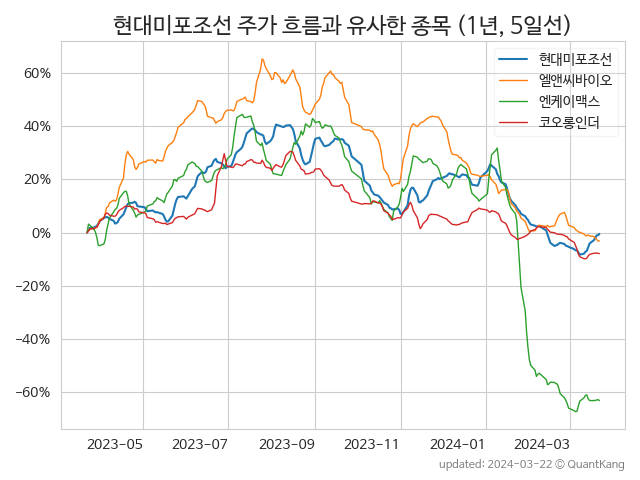 현대미포조선 주가 흐름과 유사한 종목 (1년, 5일선)
현대미포조선
엘앤씨바이오
엔케이맥스
코오롱인더
60%
40%
20%
0%
−20%
−40%
−60%
2023-05 2023-07 2023-09 2023-11 2024-01 2024-03
updated: 2024-03-22 © QuantKang